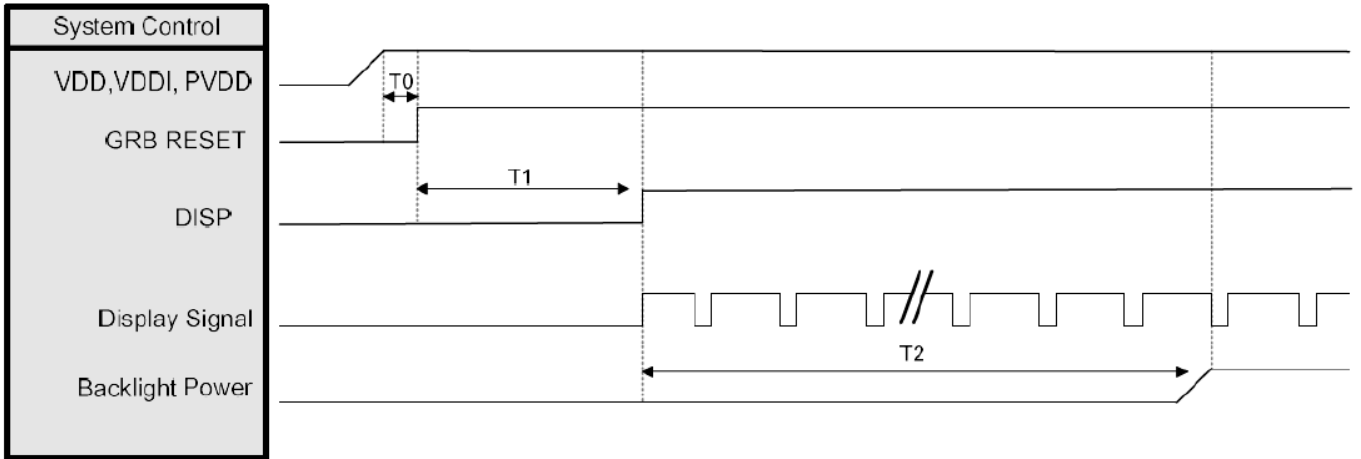 System Control
VDD,VDDI, PVDD
T0
GRB RESET
T1
DISP
Display Signal
T2
Backlight Power